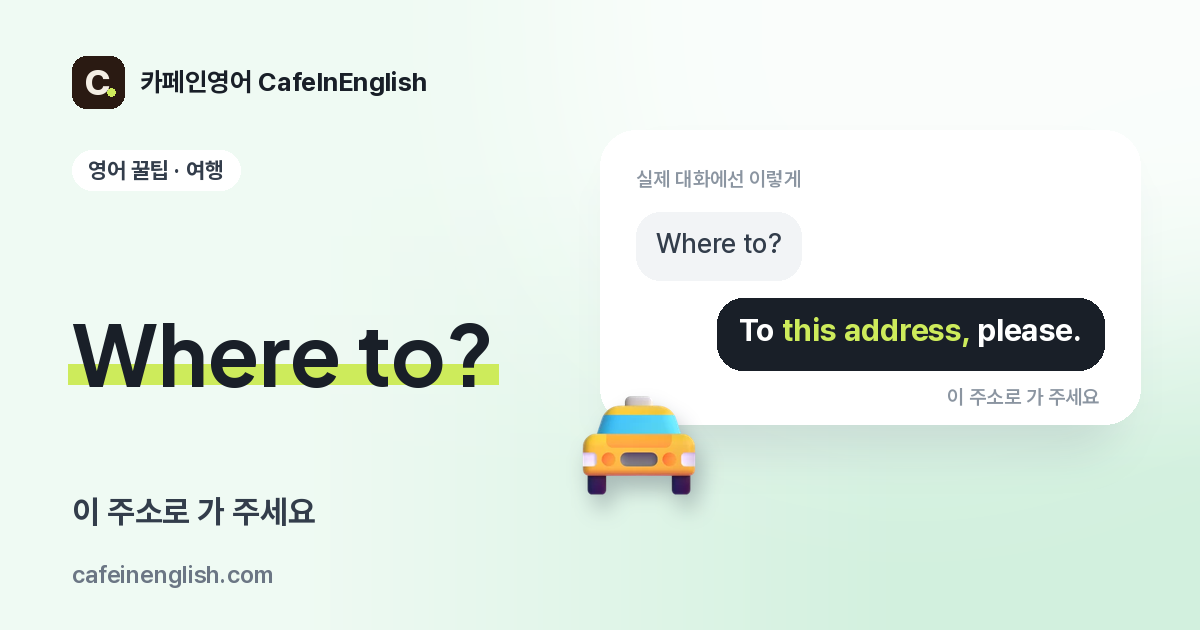 C
카페인영어 CafeInEnglish
영어 꿀팁 · 여행
Where to?
이 주소로 가 주세요
cafeinenglish.com
실제 대화에선 이렇게
Where to?
To this address, please.
이 주소로 가 주세요